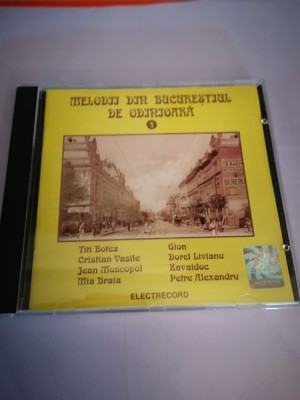 MELODII DIN BUCUREȘTIUL
DE ODINIOARĂ
1
Titi Botez
Cristian Vasile
Jean Moscopol
Mia Braia
Gion
Dorel Livianu
Zavaidoc
Petre Alexandru
ELECTRECORD